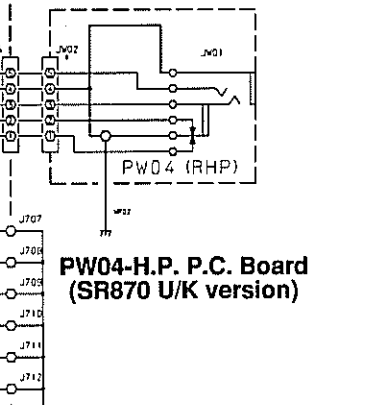 JW02
JW01
PW04 (RHP)
J707
J708
J709
J710
J711
J712
PW04-H.P. P.C. Board
(SR870 U/K version)